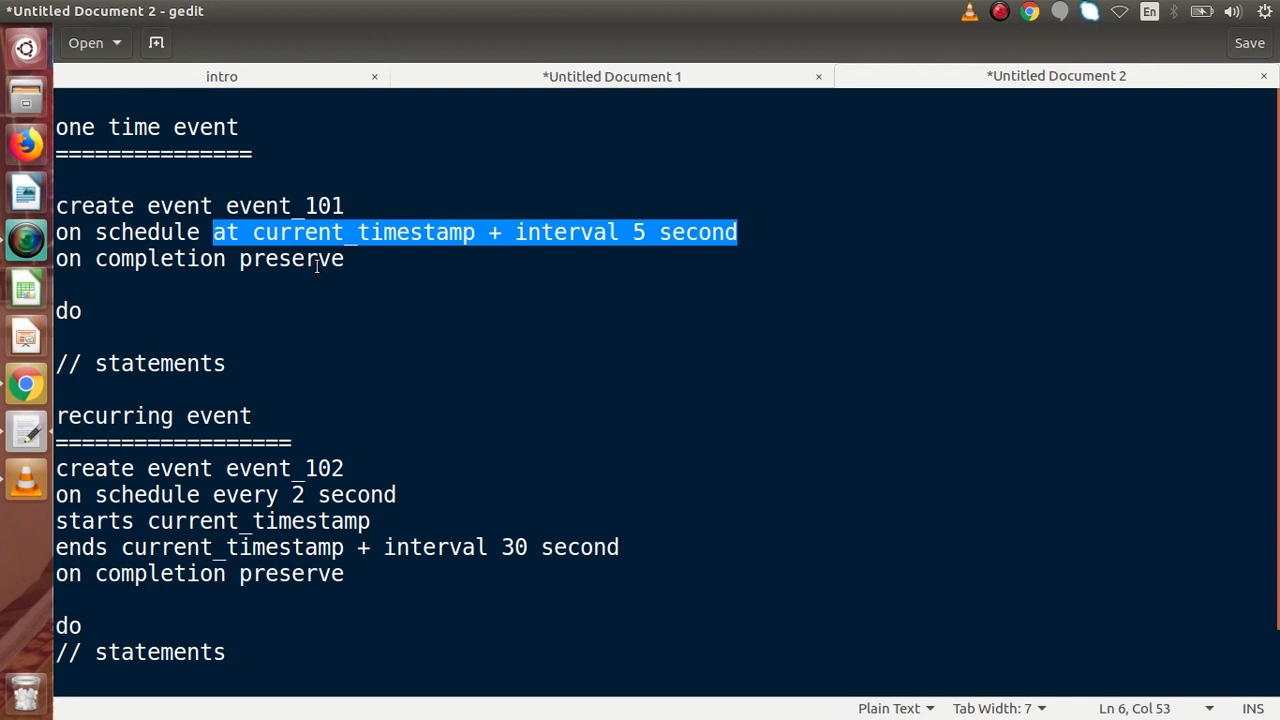 *Untitled Document 2 - gedit
En
Open
Save
intro
*Untitled Document 1
*Untitled Document 2
one time event
===============
create event event_101
on schedule at current_timestamp + interval 5 second
on completion preserve
do
// statements
recurring event
==================
create event event_102
on schedule every 2 second
starts current_timestamp
ends current_timestamp + interval 30 second
on completion preserve
do
// statements
Plain Text
Tab Width: 7
Ln 6, Col 53
INS